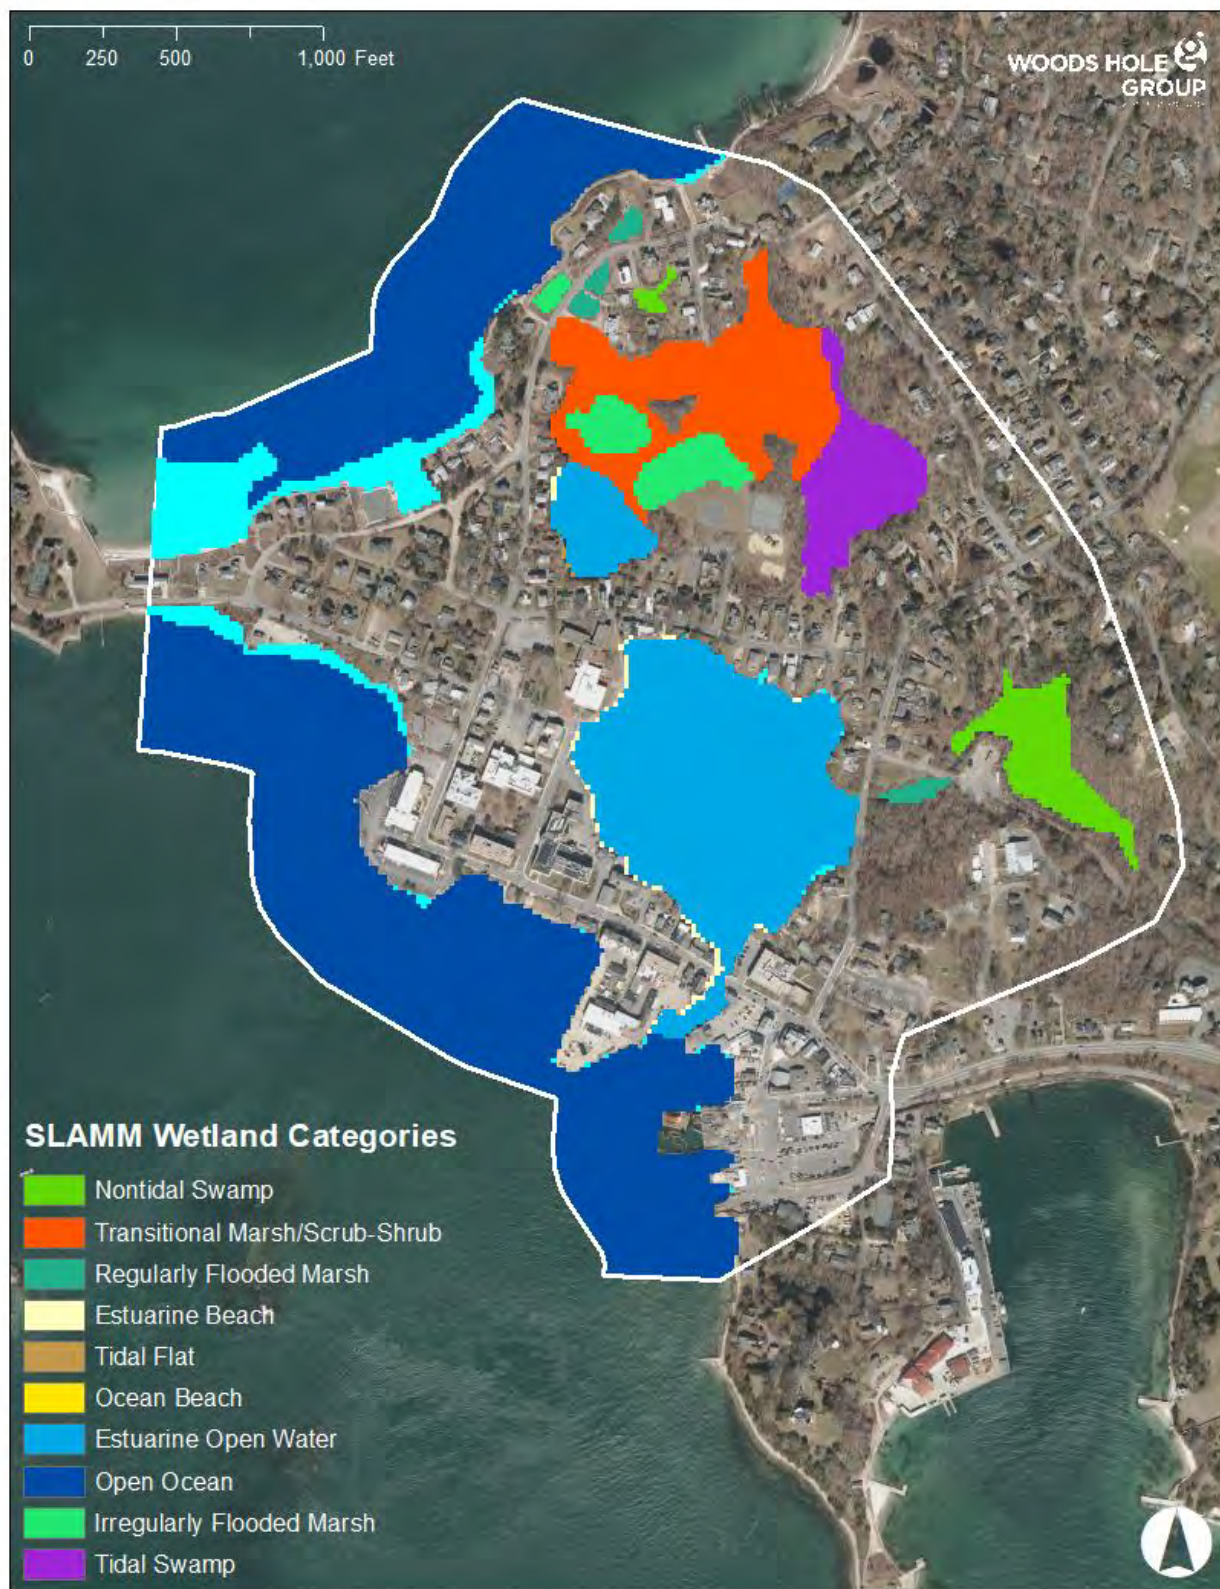 0 250 500 1,000 Feet
WOODS HOLE
GROUP
SLAMM Wetland Categories
Nontidal Swamp
Transitional Marsh/Scrub-Shrub
Regularly Flooded Marsh
Estuarine Beach
Tidal Flat
Ocean Beach
Estuarine Open Water
Open Ocean
Irregularly Flooded Marsh
Tidal Swamp